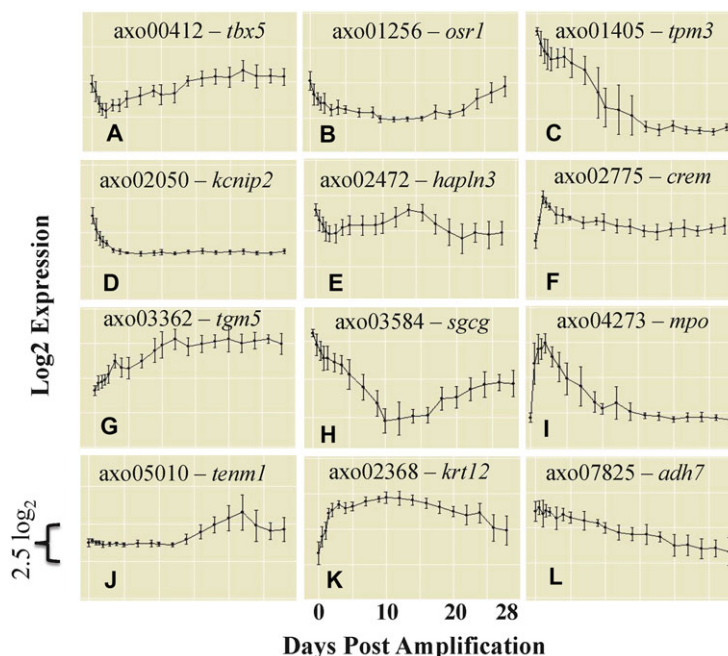 axo00412 – tbx5
A
axo01256 – osr1
B
axo01405 – tpm3
C
axo02050 – kcnip2
D
axo02472 – hapln3
E
axo02775 – crem
F
axo03362 – tgm5
G
axo03584 – sgcg
H
axo04273 – mpo
I
axo05010 – tenm1
J
axo02368 – krt12
K
axo07825 – adh7
L
Log2 Expression
2.5 log2
0 10 20 28
Days Post Amplification